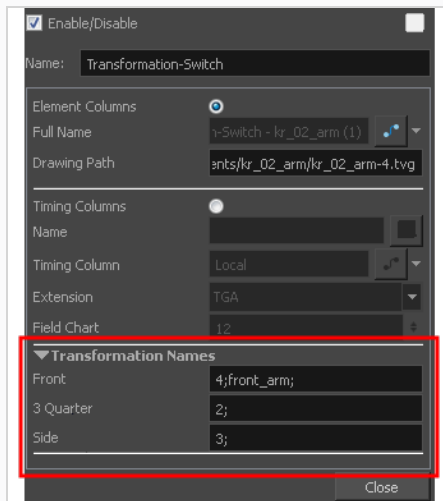 Enable/Disable
Name: Transformation-Switch
Element Columns
Full Name n-Switch - kr_02_arm (1)
Drawing Path ents/kr_02_arm/kr_02_arm-4.tvg
Timing Columns
Name
Timing Column Local
Extension TGA
Field Chart 12
Transformation Names
Front 4;front_arm;
3 Quarter 2;
Side 3;
Close